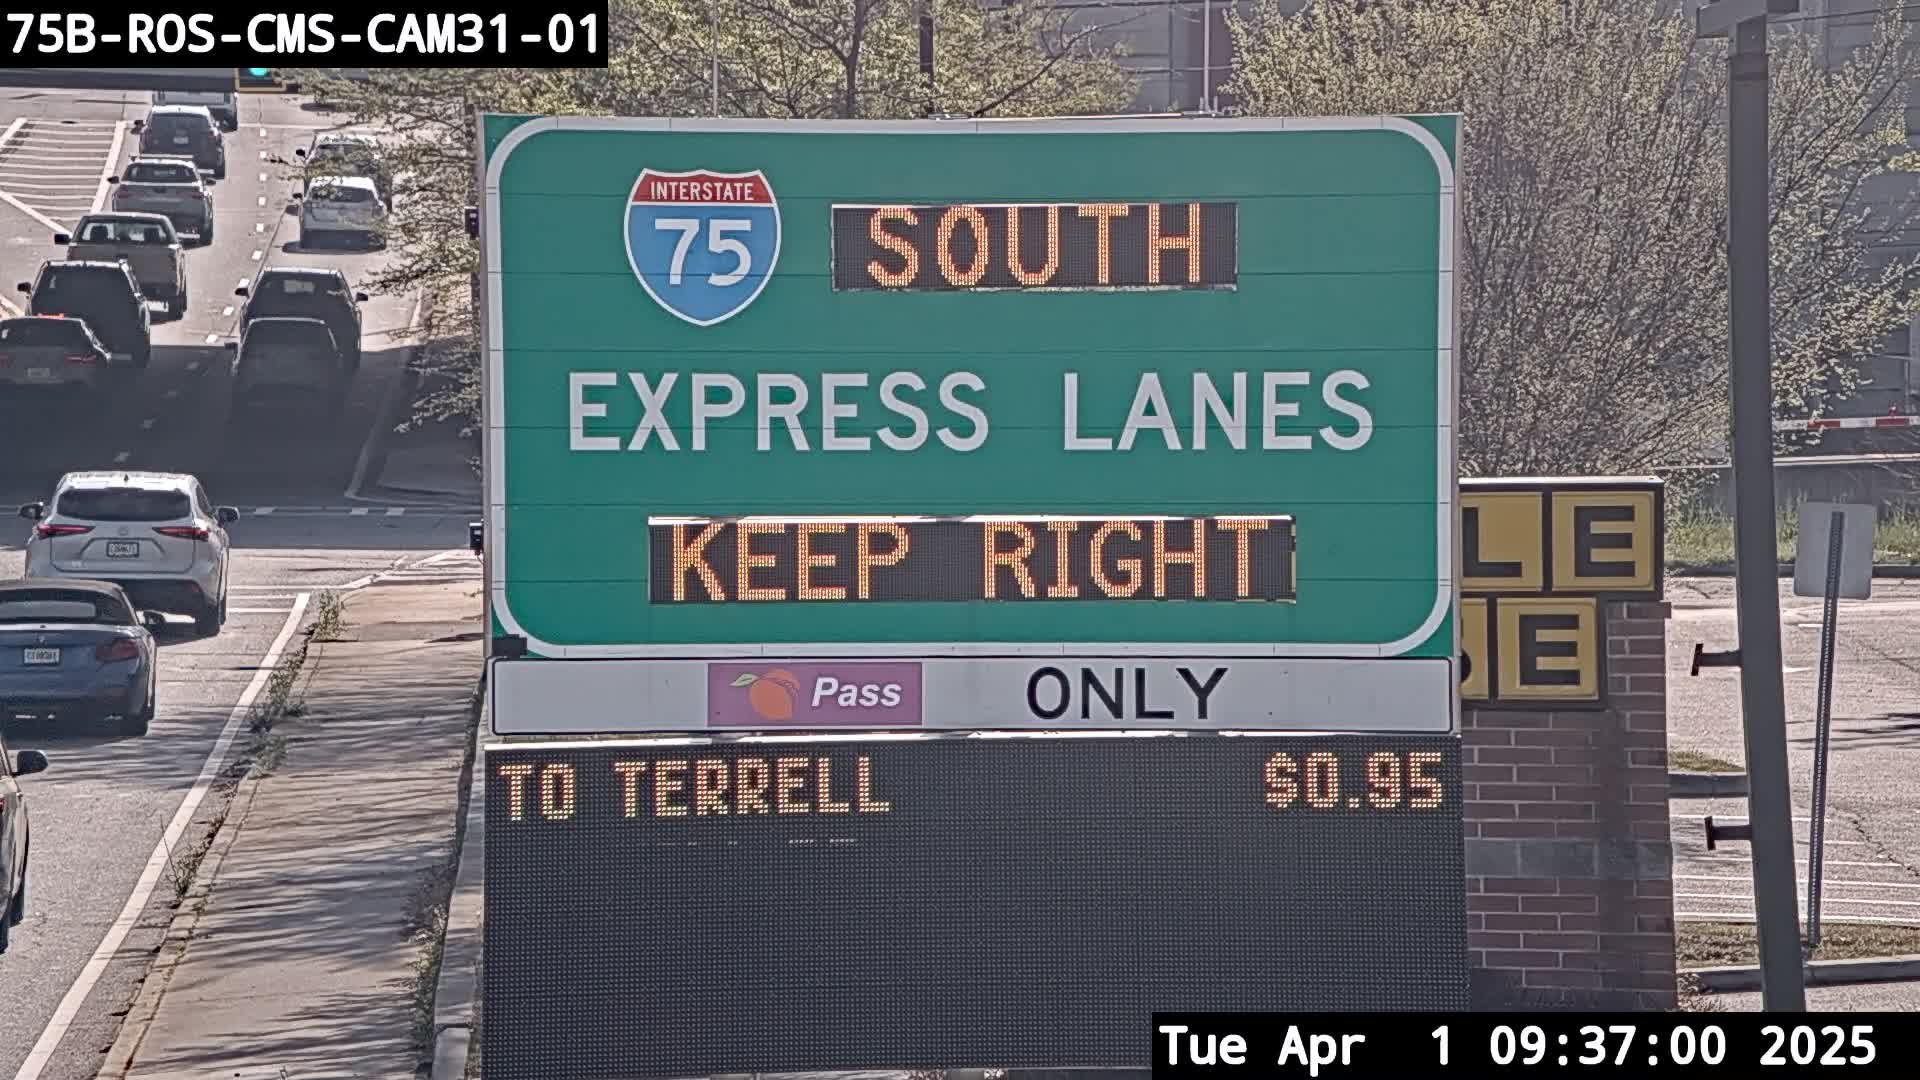 75B-ROS-CMS-CAM31-01
INTERSTATE
75
SOUTH
EXPRESS LANES
KEEP RIGHT
Pass ONLY
TO TERRELL $0.95
LE
E
Tue Apr 1 09:37:00 2025